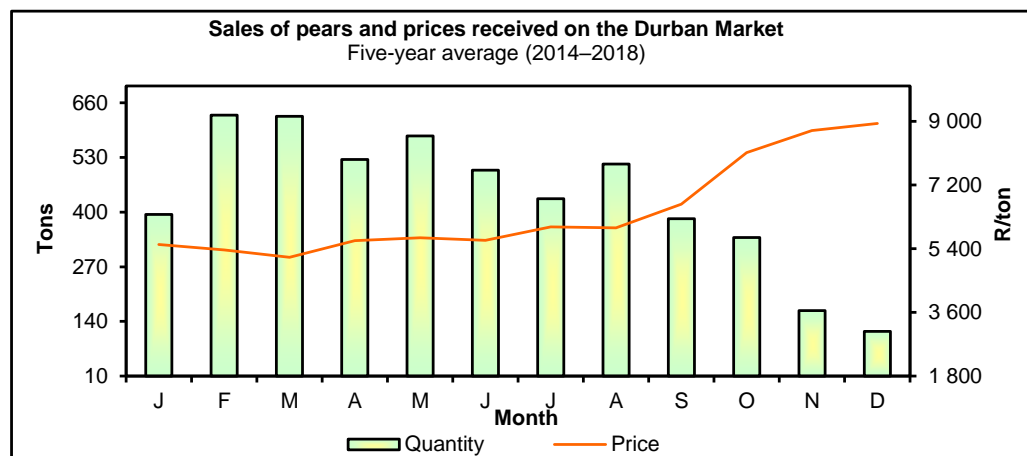 Sales of pears and prices received on the Durban Market
Five-year average (2014–2018)
Tons
660
530
400
270
140
10
R/ton
9 000
7 200
5 400
3 600
1 800
J F M A M J J A S O N D
Month
Quantity Price